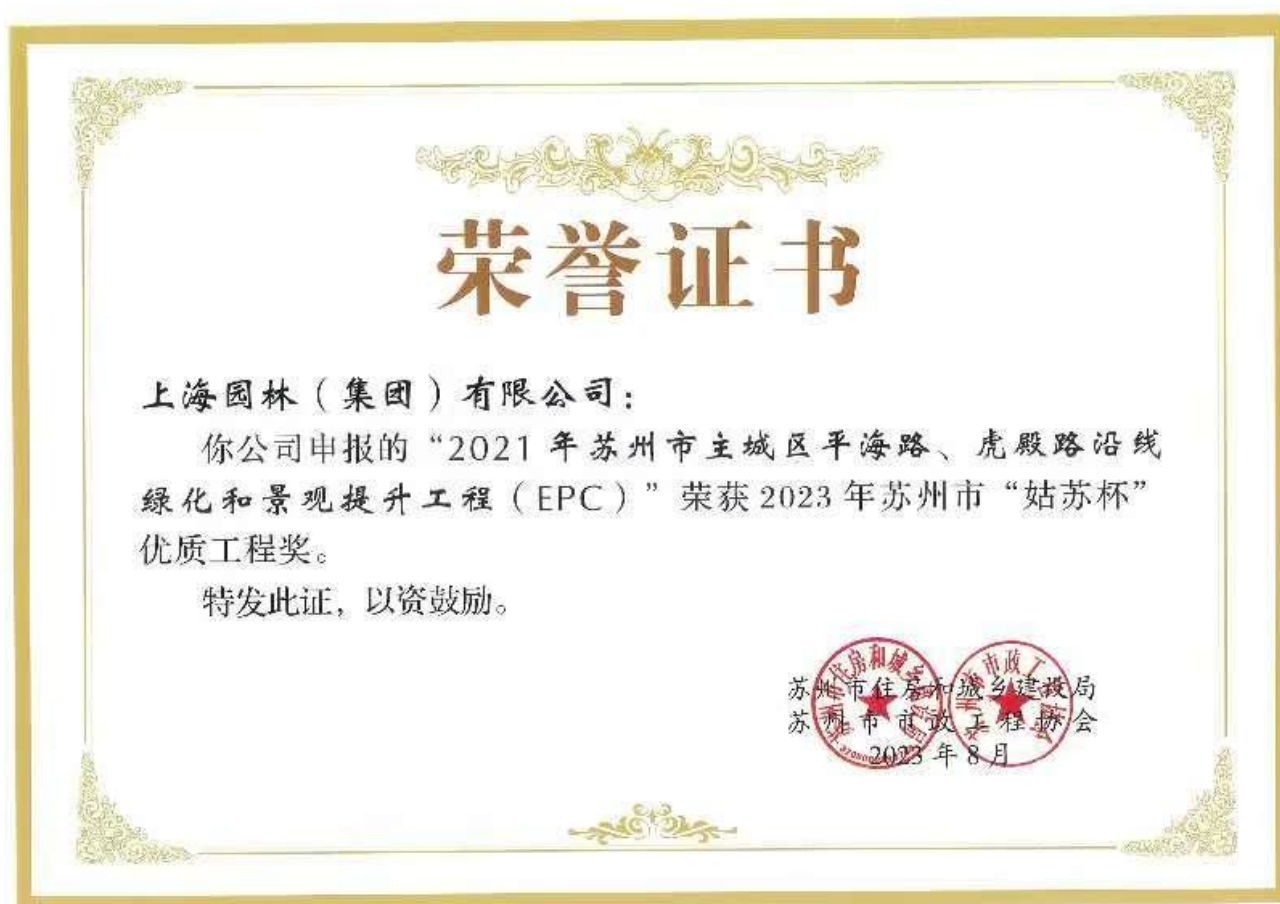 荣誉证书
上海园林（集团）有限公司：
你公司申报的“2021年苏州市主城区平海路、虎殿路沿线
绿化和景观提升工程（EPC）”荣获2023年苏州市“姑苏杯”
优质工程奖。
特发此证，以资鼓励。
苏州市住房和城乡建设局
苏州市市政工程协会
2023年8月